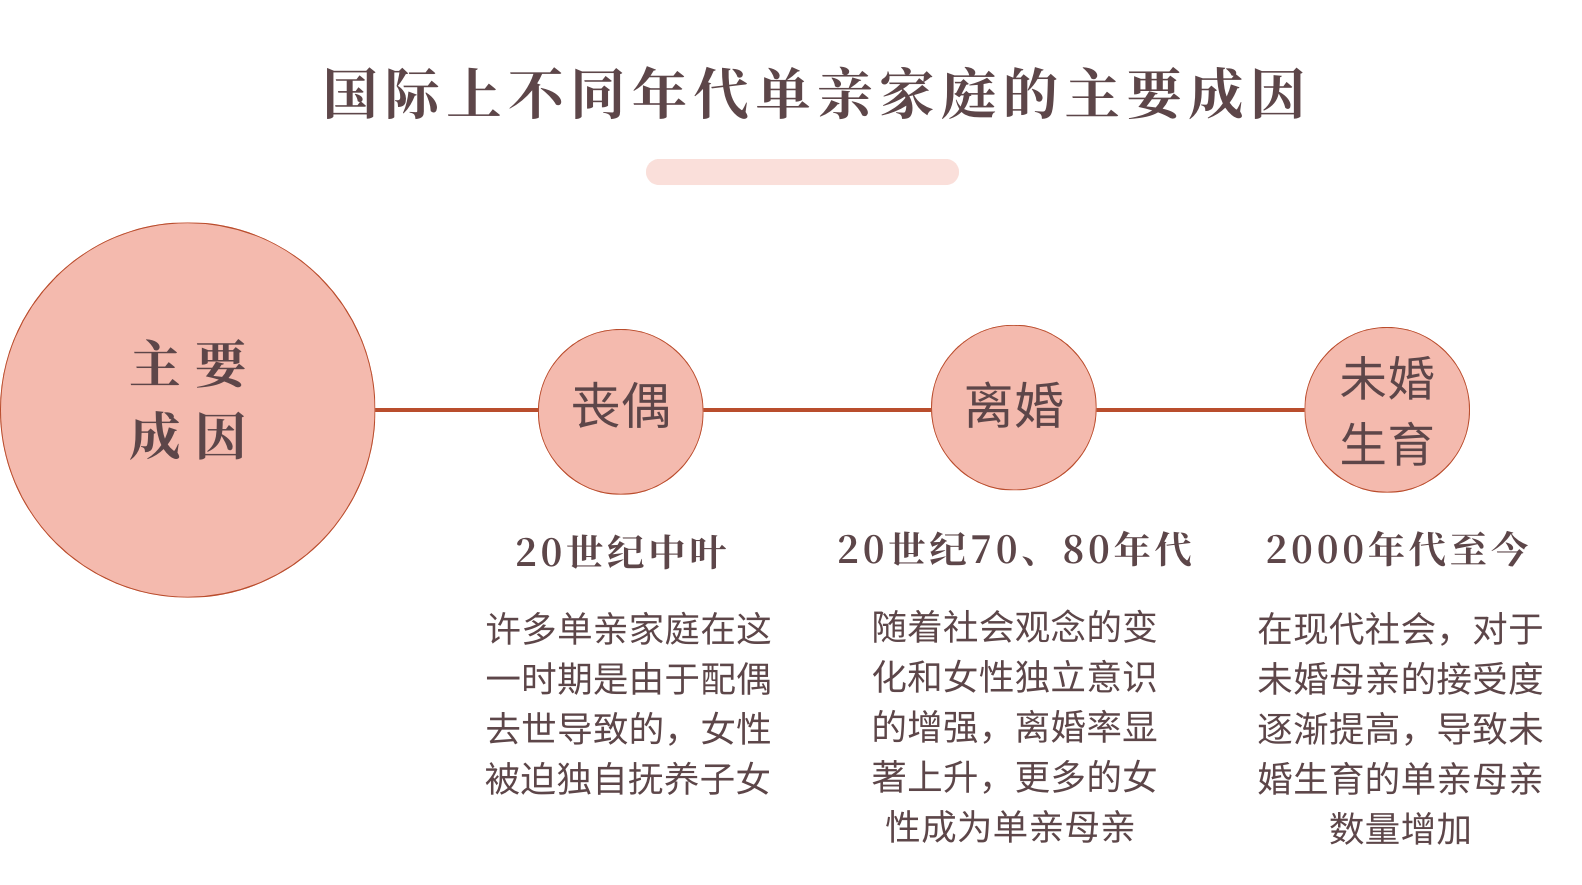 国际上不同年代单亲家庭的主要成因
主要
成因
丧偶
离婚
未婚
生育
20世纪中叶
许多单亲家庭在这
一时期是由于配偶
去世导致的，女性
被迫独自抚养子女
20世纪70、80年代
随着社会观念的变
化和女性独立意识
的增强，离婚率显
著上升，更多的女
性成为单亲母亲
2000年代至今
在现代社会，对于
未婚母亲的接受度
逐渐提高，导致未
婚生育的单亲母亲
数量增加